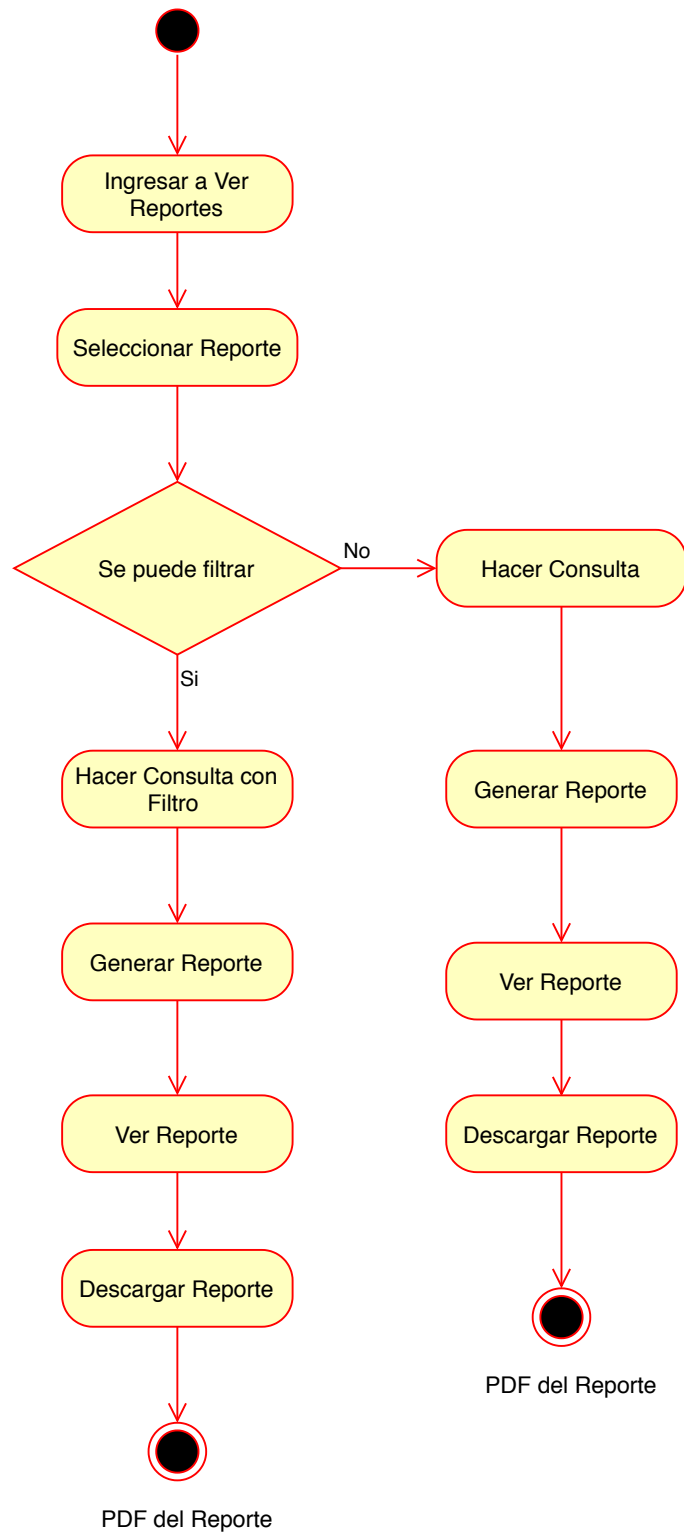 Ingresar a Ver
Reportes
Seleccionar Reporte
Se puede filtrar
No
Hacer Consulta
Si
Hacer Consulta con
Filtro
Generar Reporte
Generar Reporte
Ver Reporte
Ver Reporte
Descargar Reporte
Descargar Reporte
PDF del Reporte
PDF del Reporte